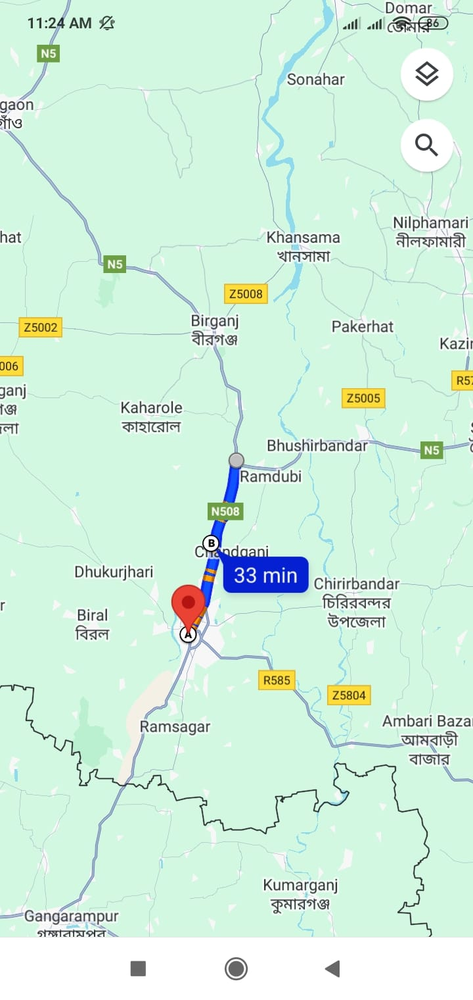 Domar
11:24 AM
86
ডোমার
N5
Sonahar
gaon
গাঁও
Nilphamari
নীলফামারী
hat
Khansama
খানসামা
N5
Z5008
Birganj
বীরগঞ্জ
Z5002
Pakerhat
Kazir
006
R57
ganj
গঞ্জ
Z5005
Kaharole
কাহারোল
লা
Bhushirbandar
N5
Ramdubi
N508
B
Chandganj
Dhukurjhari
33 min
Chirirbandar
চিরিরবন্দর
উপজেলা
r
Biral
বিরল
A
R585
Z5804
Ramsagar
Ambari Bazar
আমবাড়ী
বাজার
Kumarganj
কুমারগঞ্জ
Gangarampur
গঙ্গারামপুর